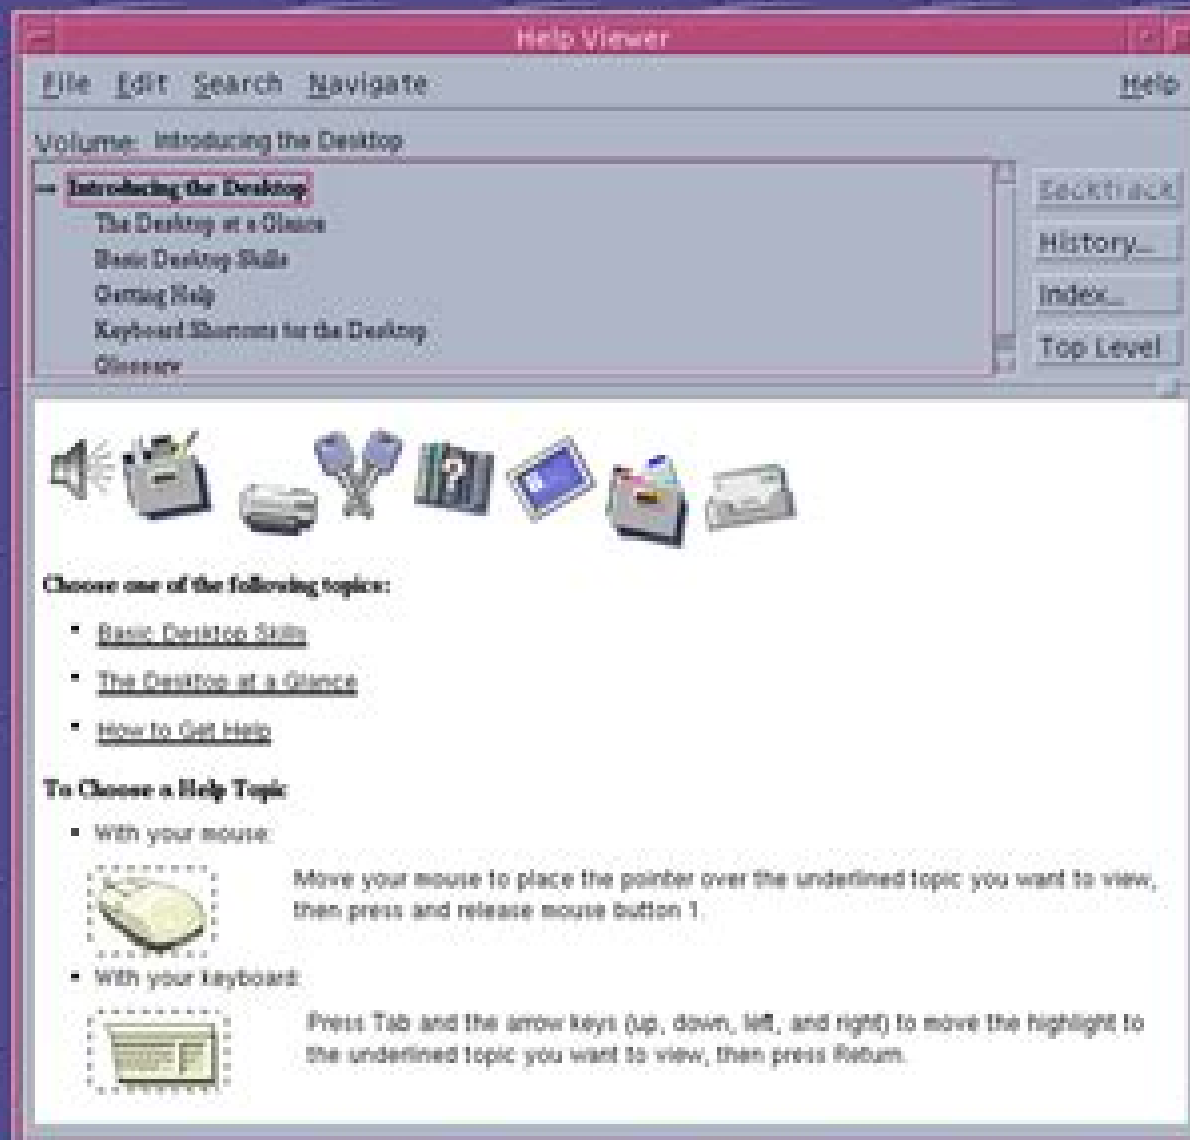 Help Viewer
File Edit Search Navigate Help
Volume: Introducing the Desktop
Introducing the Desktop
The Desktop at a Glance
Basic Desktop Skills
Getting Help
Keyboard Shortcuts for the Desktop
Glossary
Backtrack
History...
Index...
Top Level
?
Choose one of the following topics:
Basic Desktop Skills
The Desktop at a Glance
How to Get Help
To Choose a Help Topic
With your mouse:
Move your mouse to place the pointer over the underlined topic you want to view,
then press and release mouse button 1.
With your keyboard:
Press Tab and the arrow keys (up, down, left, and right) to move the highlight to
the underlined topic you want to view, then press Return.